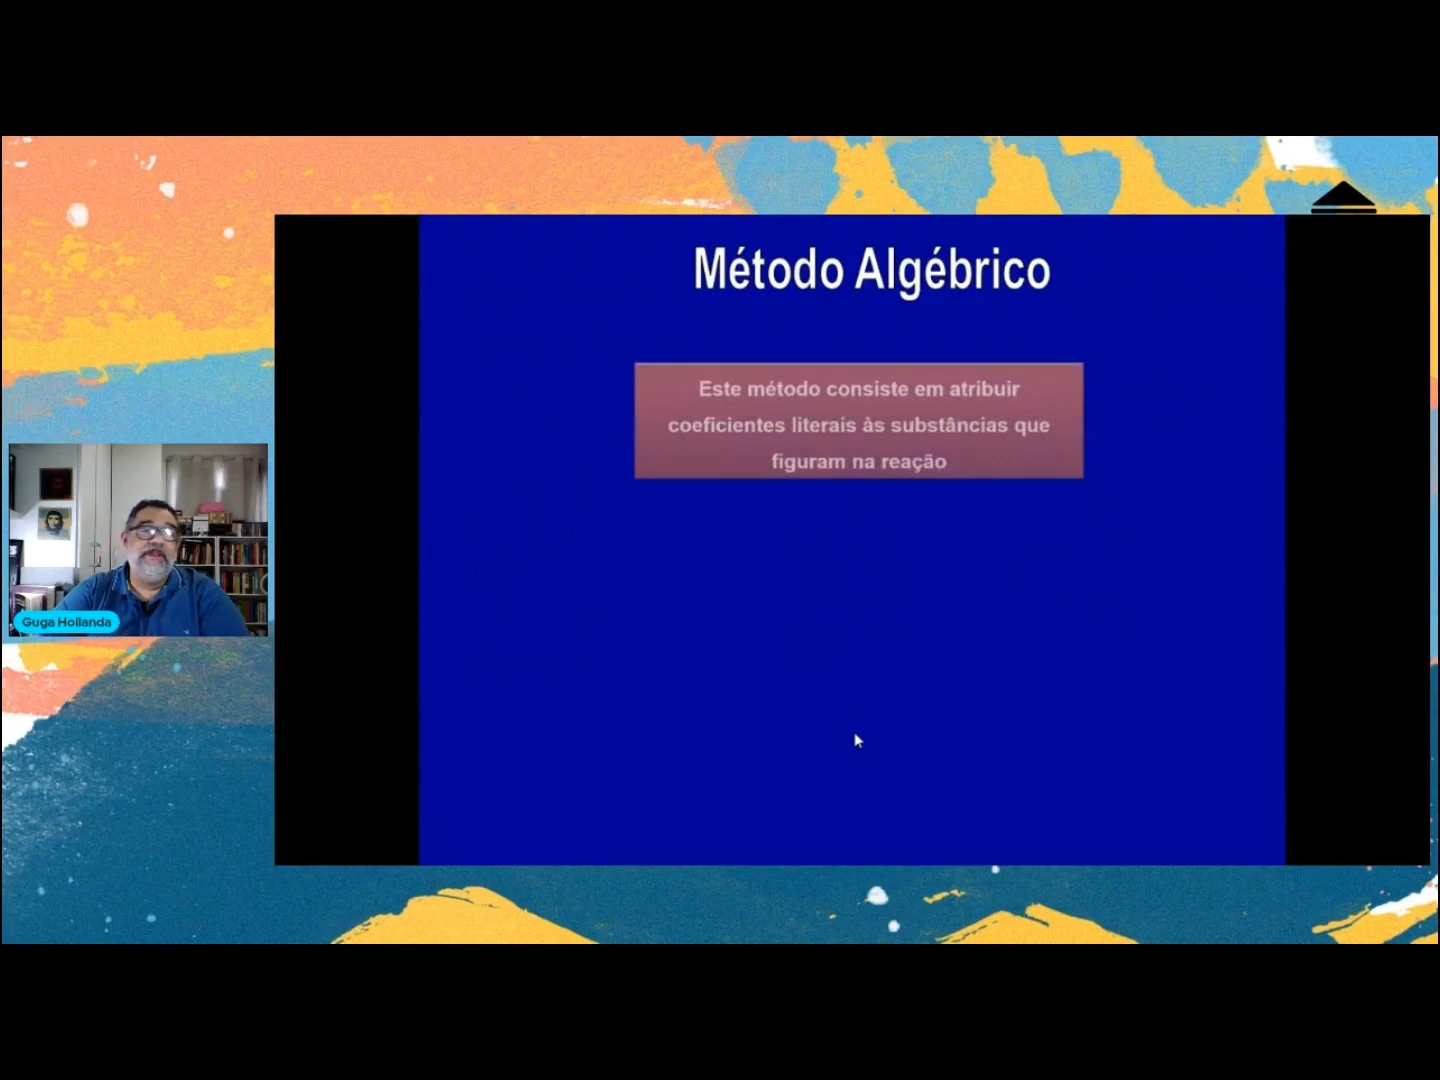 Método Algébrico
Este método consiste em atribuir
coeficientes literais às substâncias que
figuram na reação
Guga Hollanda